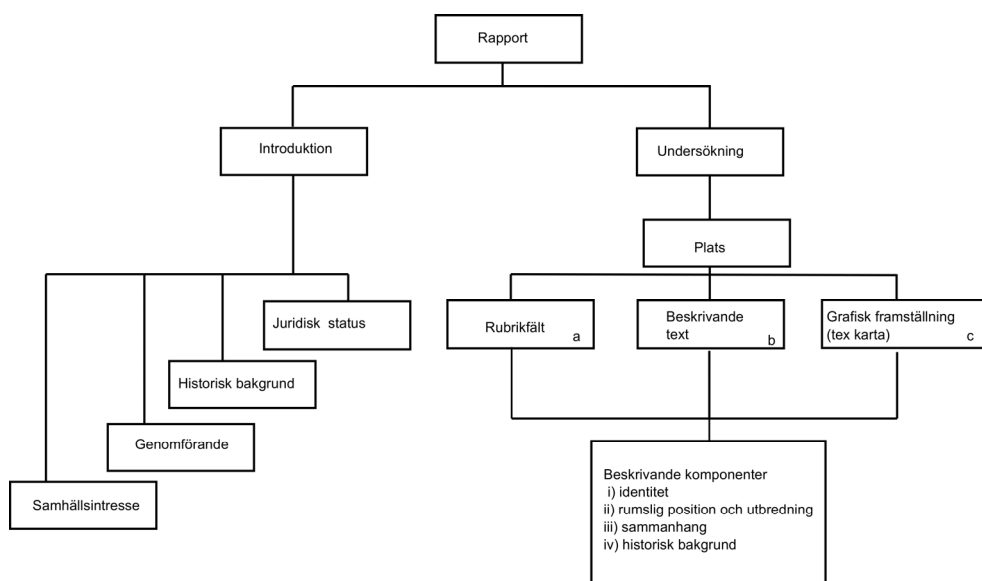 Rapport
Introduktion
Undersökning
Plats
Juridisk status
Historisk bakgrund
Genomförande
Samhällsintresse
Rubrikfält a
Beskrivande
text b
Grafisk framställning
(tex karta) c
Beskrivande komponenter
i) identitet
ii) rumslig position och utbredning
iii) sammanhang
iv) historisk bakgrund